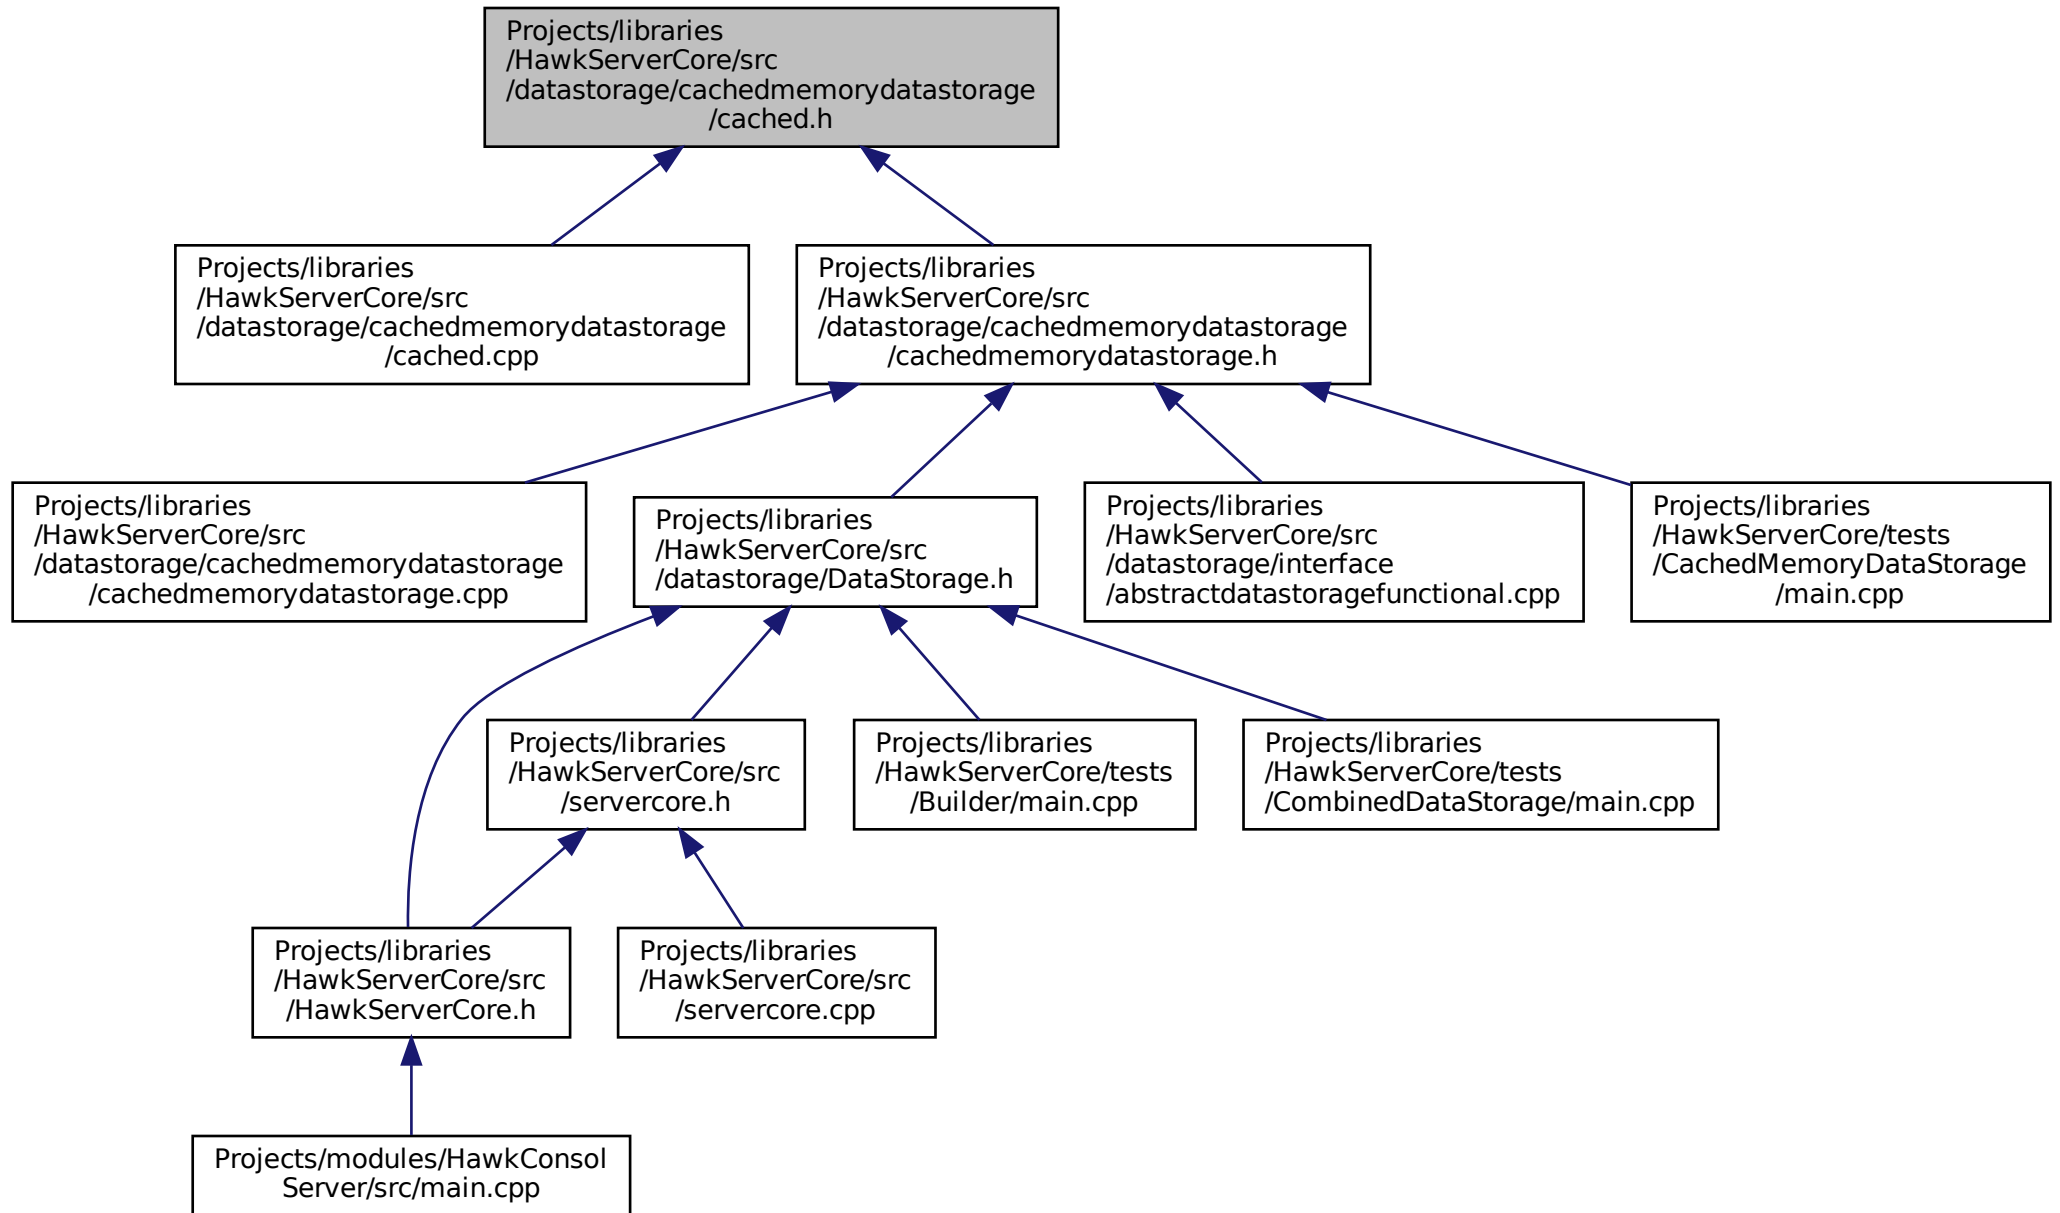 Projects/libraries
/HawkServerCore/src
/datastorage/cachedmemorydatastorage
/cached.h
Projects/libraries
/HawkServerCore/src
/datastorage/cachedmemorydatastorage
/cached.cpp
Projects/libraries
/HawkServerCore/src
/datastorage/cachedmemorydatastorage
/cachedmemorydatastorage.h
Projects/libraries
/HawkServerCore/src
/datastorage/cachedmemorydatastorage
/cachedmemorydatastorage.cpp
Projects/libraries
/HawkServerCore/src
/datastorage/DataStorage.h
Projects/libraries
/HawkServerCore/src
/datastorage/interface
/abstractdatastoragefunctional.cpp
Projects/libraries
/HawkServerCore/tests
/CachedMemoryDataStorage
/main.cpp
Projects/libraries
/HawkServerCore/src
/servercore.h
Projects/libraries
/HawkServerCore/tests
/Builder/main.cpp
Projects/libraries
/HawkServerCore/tests
/CombinedDataStorage/main.cpp
Projects/libraries
/HawkServerCore/src
/HawkServerCore.h
Projects/libraries
/HawkServerCore/src
/servercore.cpp
Projects/modules/HawkConsol
Server/src/main.cpp